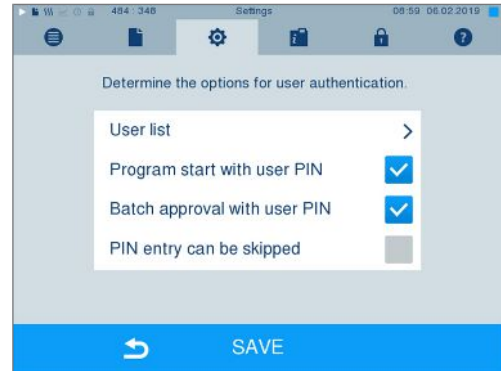 484 : 346 Settings 08:59 06.02.2019
Determine the options for user authentication.
User list
Program start with user PIN
Batch approval with user PIN
PIN entry can be skipped
SAVE